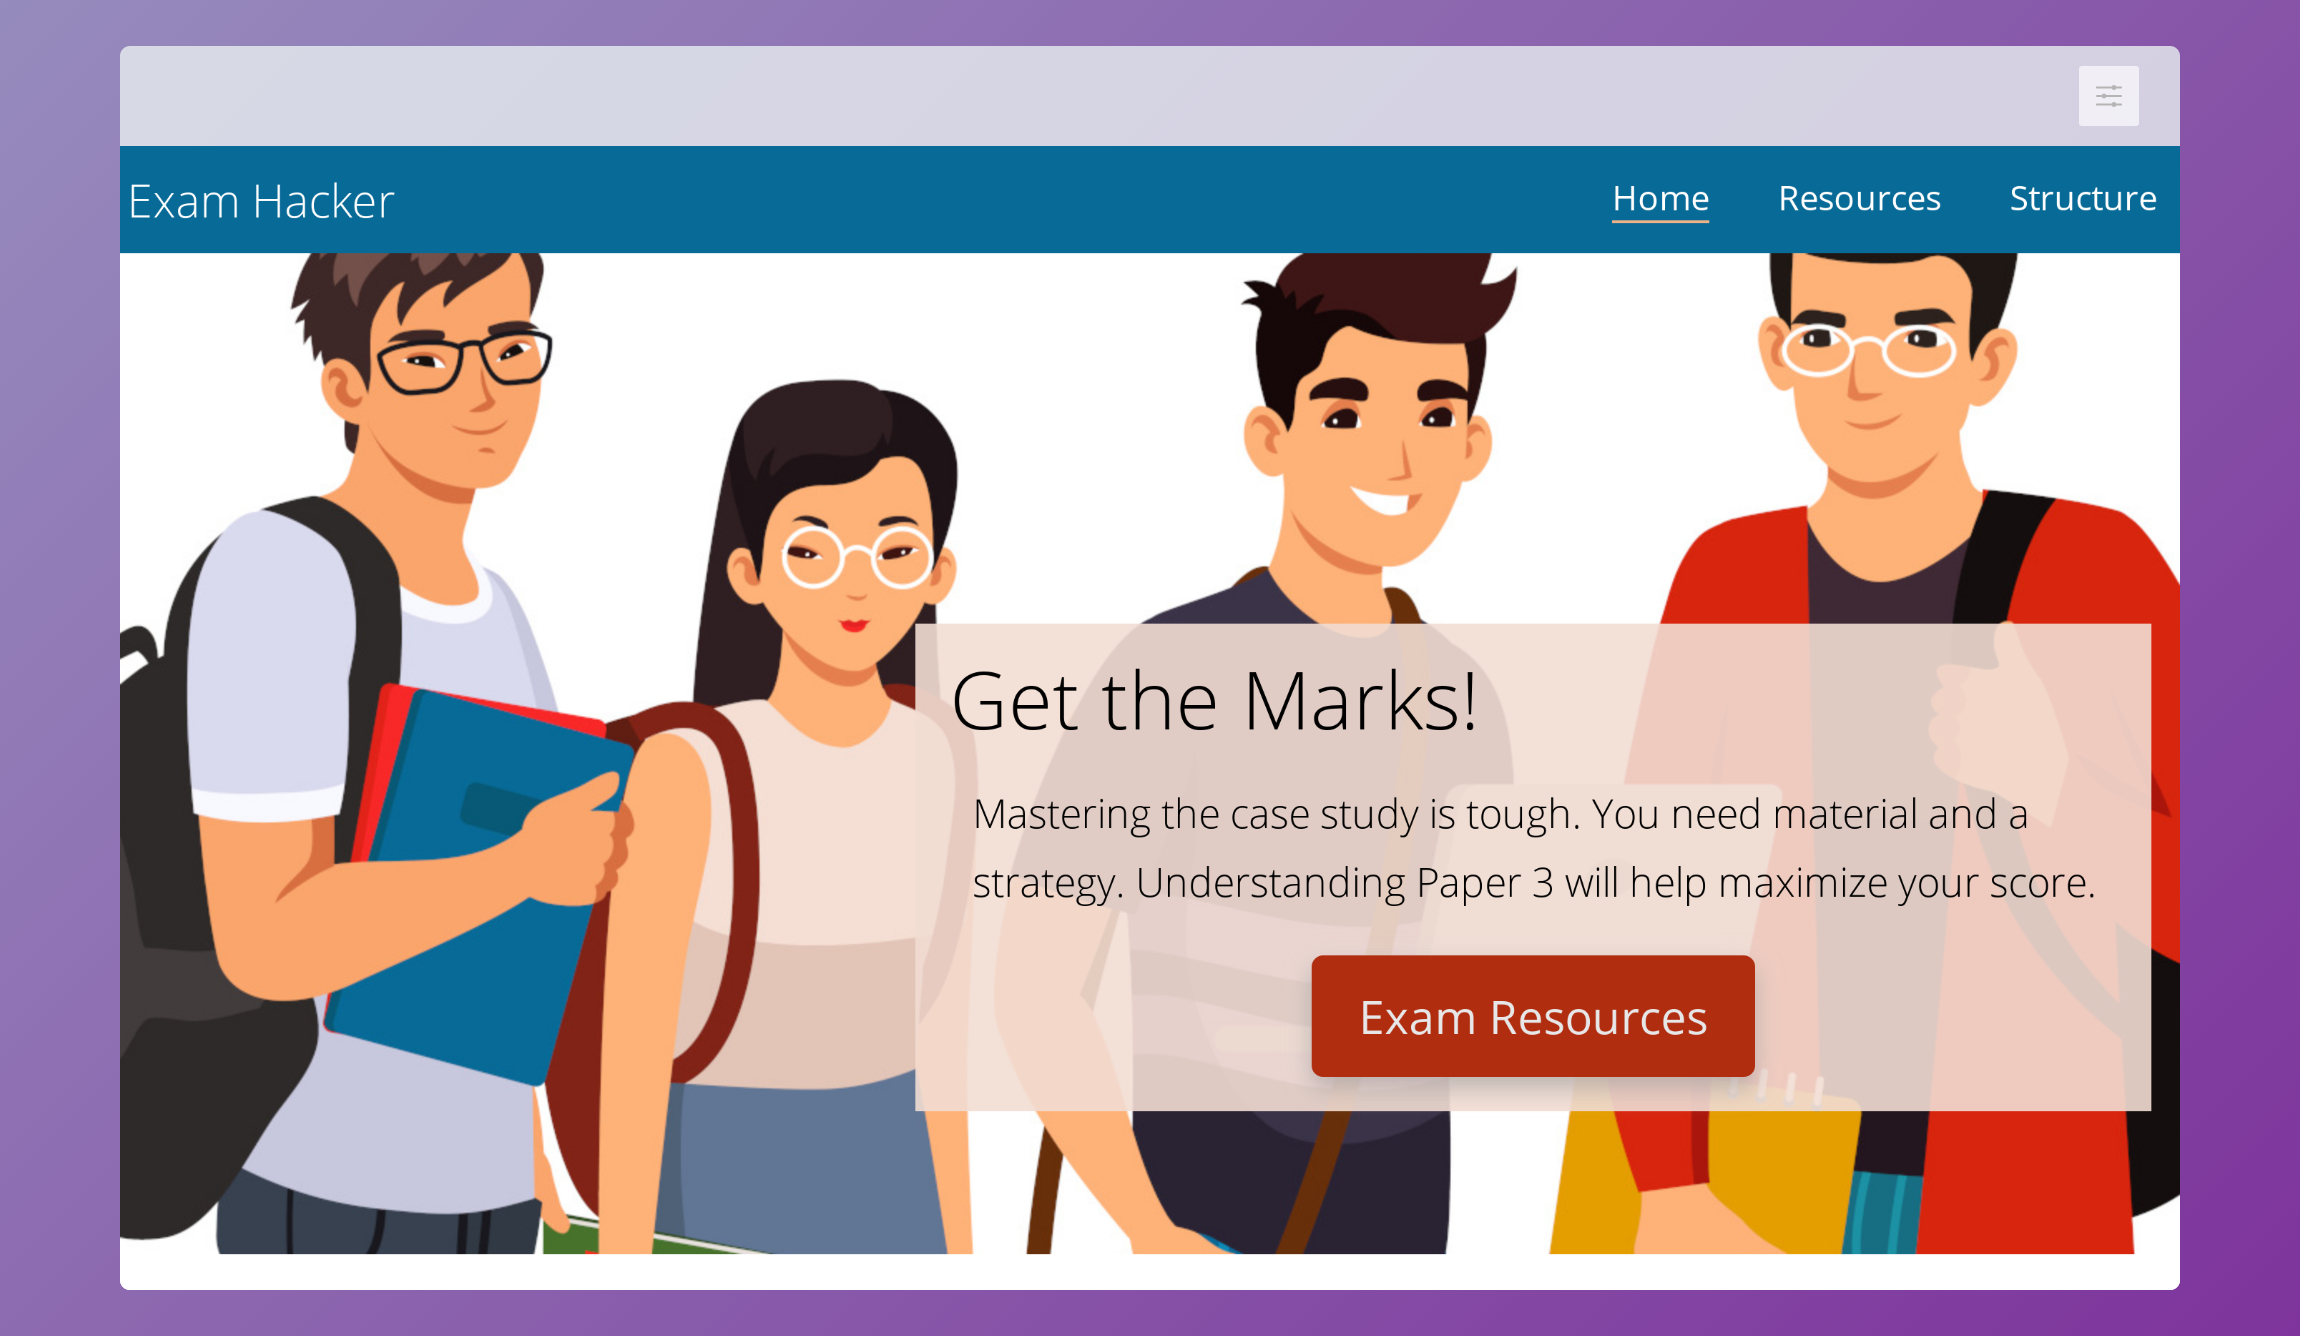 Exam Hacker
Home
Resources
Structure
Get the Marks!
Mastering the case study is tough. You need material and a
strategy. Understanding Paper 3 will help maximize your score.
Exam Resources